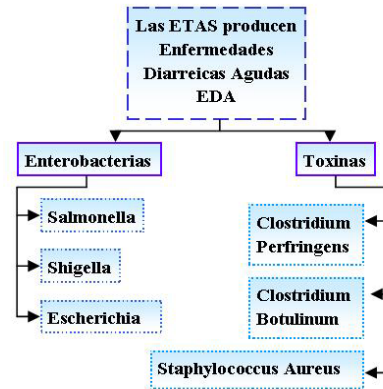 Las ETAS producen
Enfermedades
Diarreicas Agudas
EDA
Enterobacterias
Salmonella
Shigella
Escherichia
Toxinas
Clostridium
Perfringens
Clostridium
Botulinum
Staphylococcus Aureus